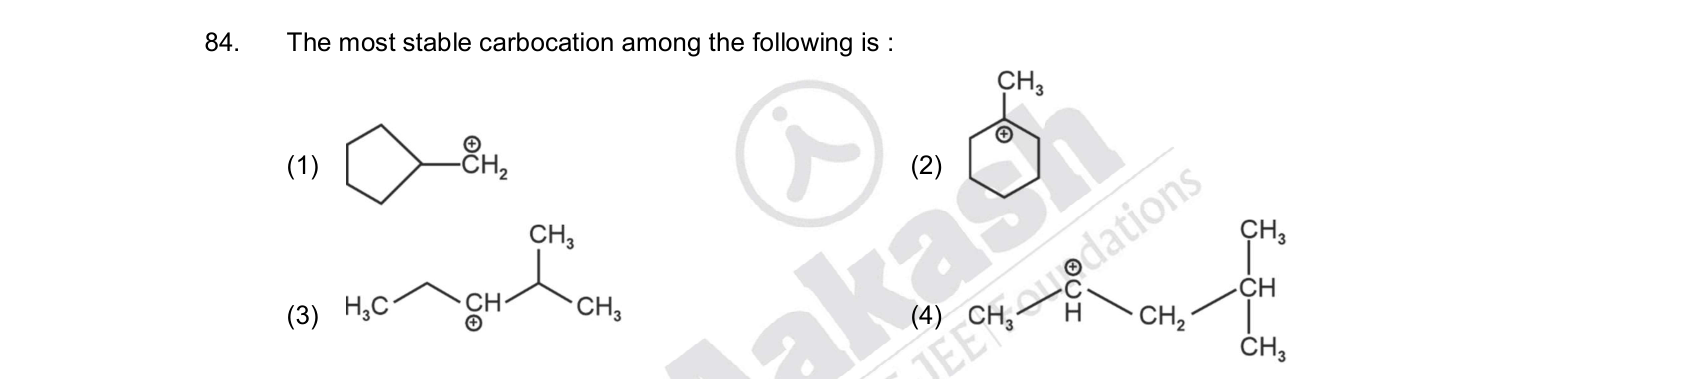 84. The most stable carbocation among the following is :
(1) ⊕CH₂
(2) CH₃ ⊕
(3) H₃C CH ⊕ CH₃ CH₃
(4) CH₃ ⊕ C H CH₂ CH CH₃ CH₃
Aakash
JEE | Foundations